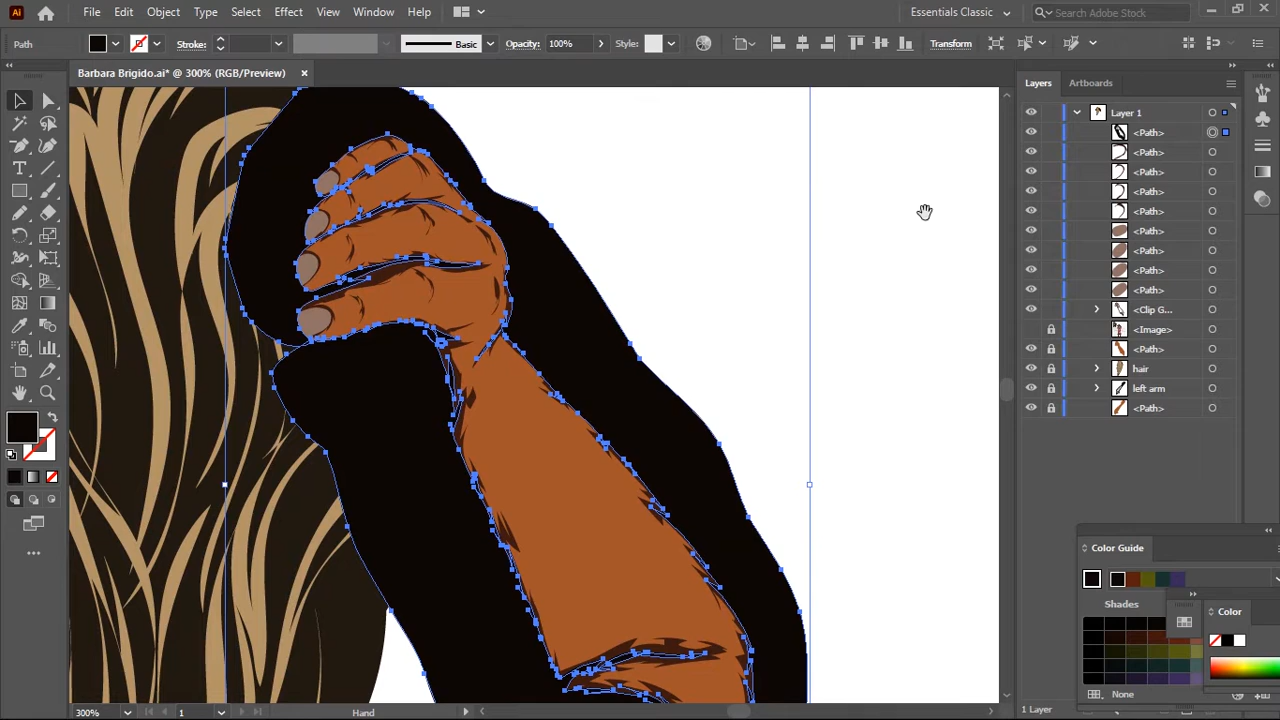 Ai File Edit Object Type Select Effect View Window Help Essentials Classic Search Adobe Stock
Path Stroke: Basic Opacity: 100% Style: Transform
Barbara Brigido.ai* @ 300% (RGB/Preview)
Layers Artboards
Layer 1
<Path>
<Path>
<Path>
<Path>
<Path>
<Path>
<Path>
<Path>
<Path>
<Clip G...
<Image>
<Path>
hair
left arm
<Path>
Color Guide
Shades
Color
None
300% 1 Hand 1 Layer